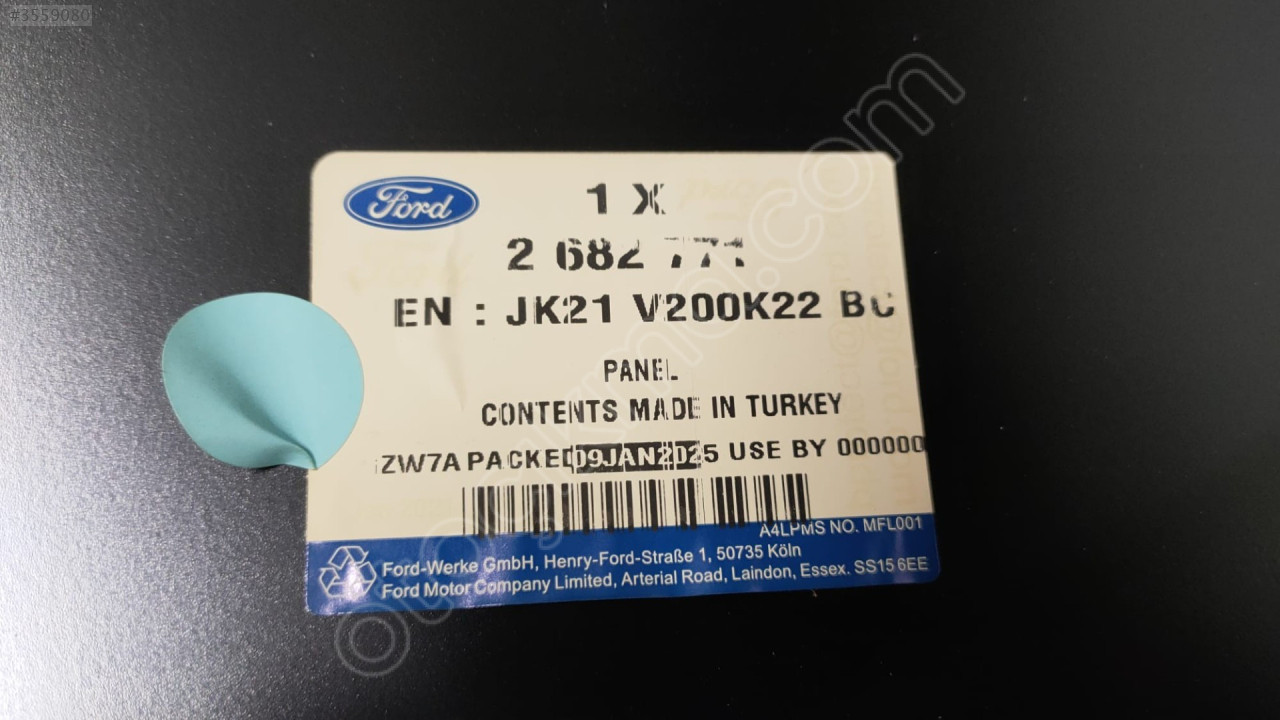 #3559080
Ford
1 X
2 682 771
EN : JK21 V200K22 BC
PANEL
CONTENTS MADE IN TURKEY
ZW7A PACKED 09JAN2025 USE BY 000000
A4LPMS NO. MFL001
Ford-Werke GmbH, Henry-Ford-Straße 1, 50735 Köln
Ford Motor Company Limited, Arterial Road, Laindon, Essex. SS15 6EE